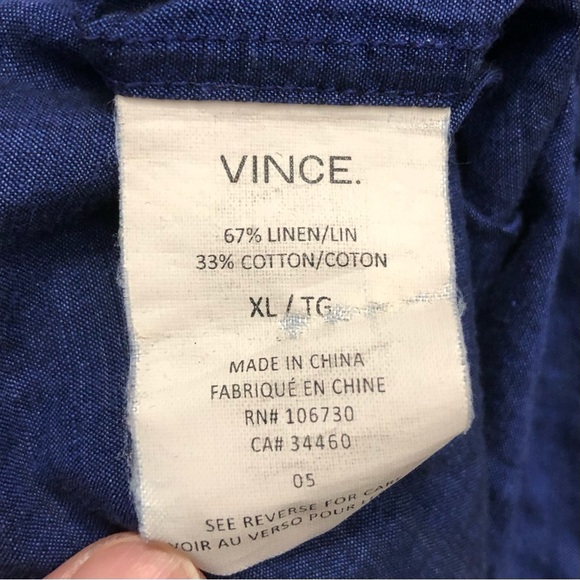 VINCE.
67% LINEN/LIN
33% COTTON/COTON
XL / TG
MADE IN CHINA
FABRIQUÉ EN CHINE
RN# 106730
CA# 34460
05
SEE REVERSE FOR
VOIR AU VERSO POUR